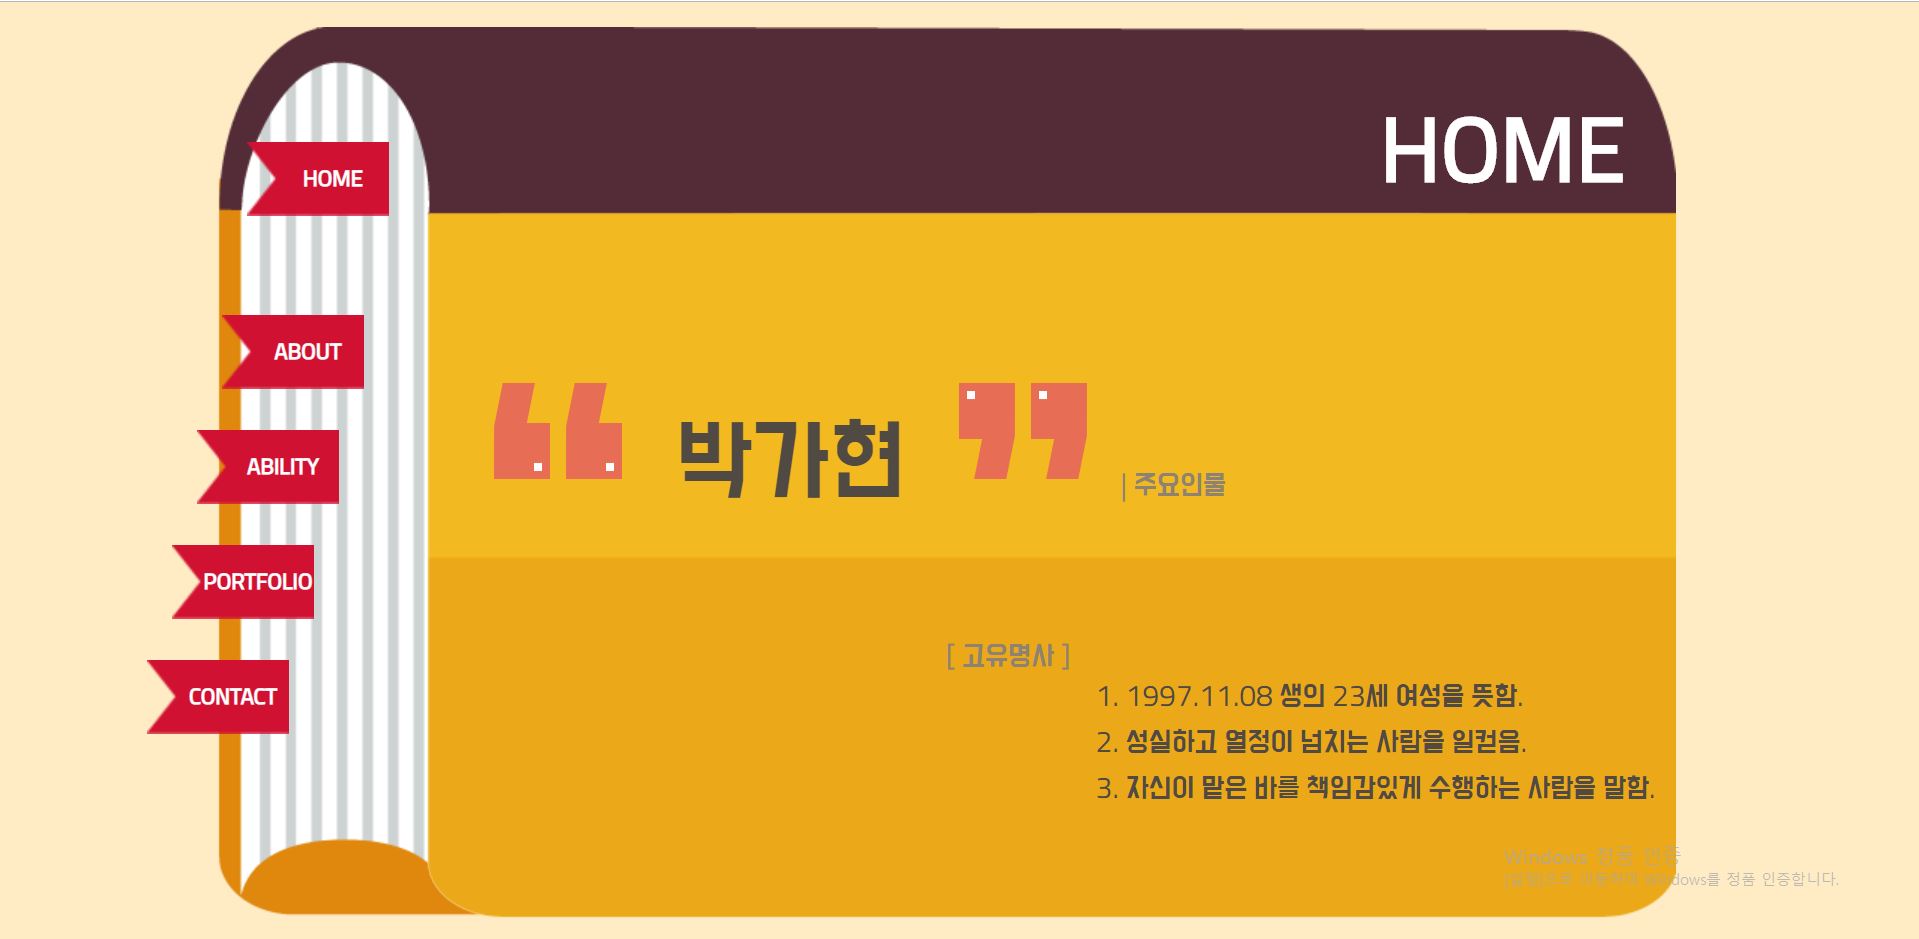 HOME
HOME
ABOUT
ABILITY
PORTFOLIO
CONTACT
❝ 박가현 ❞ | 주요인물
[ 고유명사 ]
1. 1997.11.08 생의 23세 여성을 뜻함.
2. 성실하고 열정이 넘치는 사람을 일컫음.
3. 자신이 맡은 바를 책임감있게 수행하는 사람을 말함.
Windows 정품 인증
[설정]으로 이동하여 Windows를 정품 인증합니다.